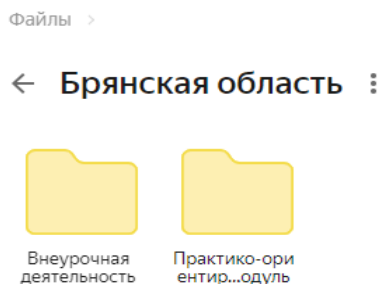 Файлы >
← Брянская область
Внеурочная
деятельность
Практико-ори
ентир...одуль